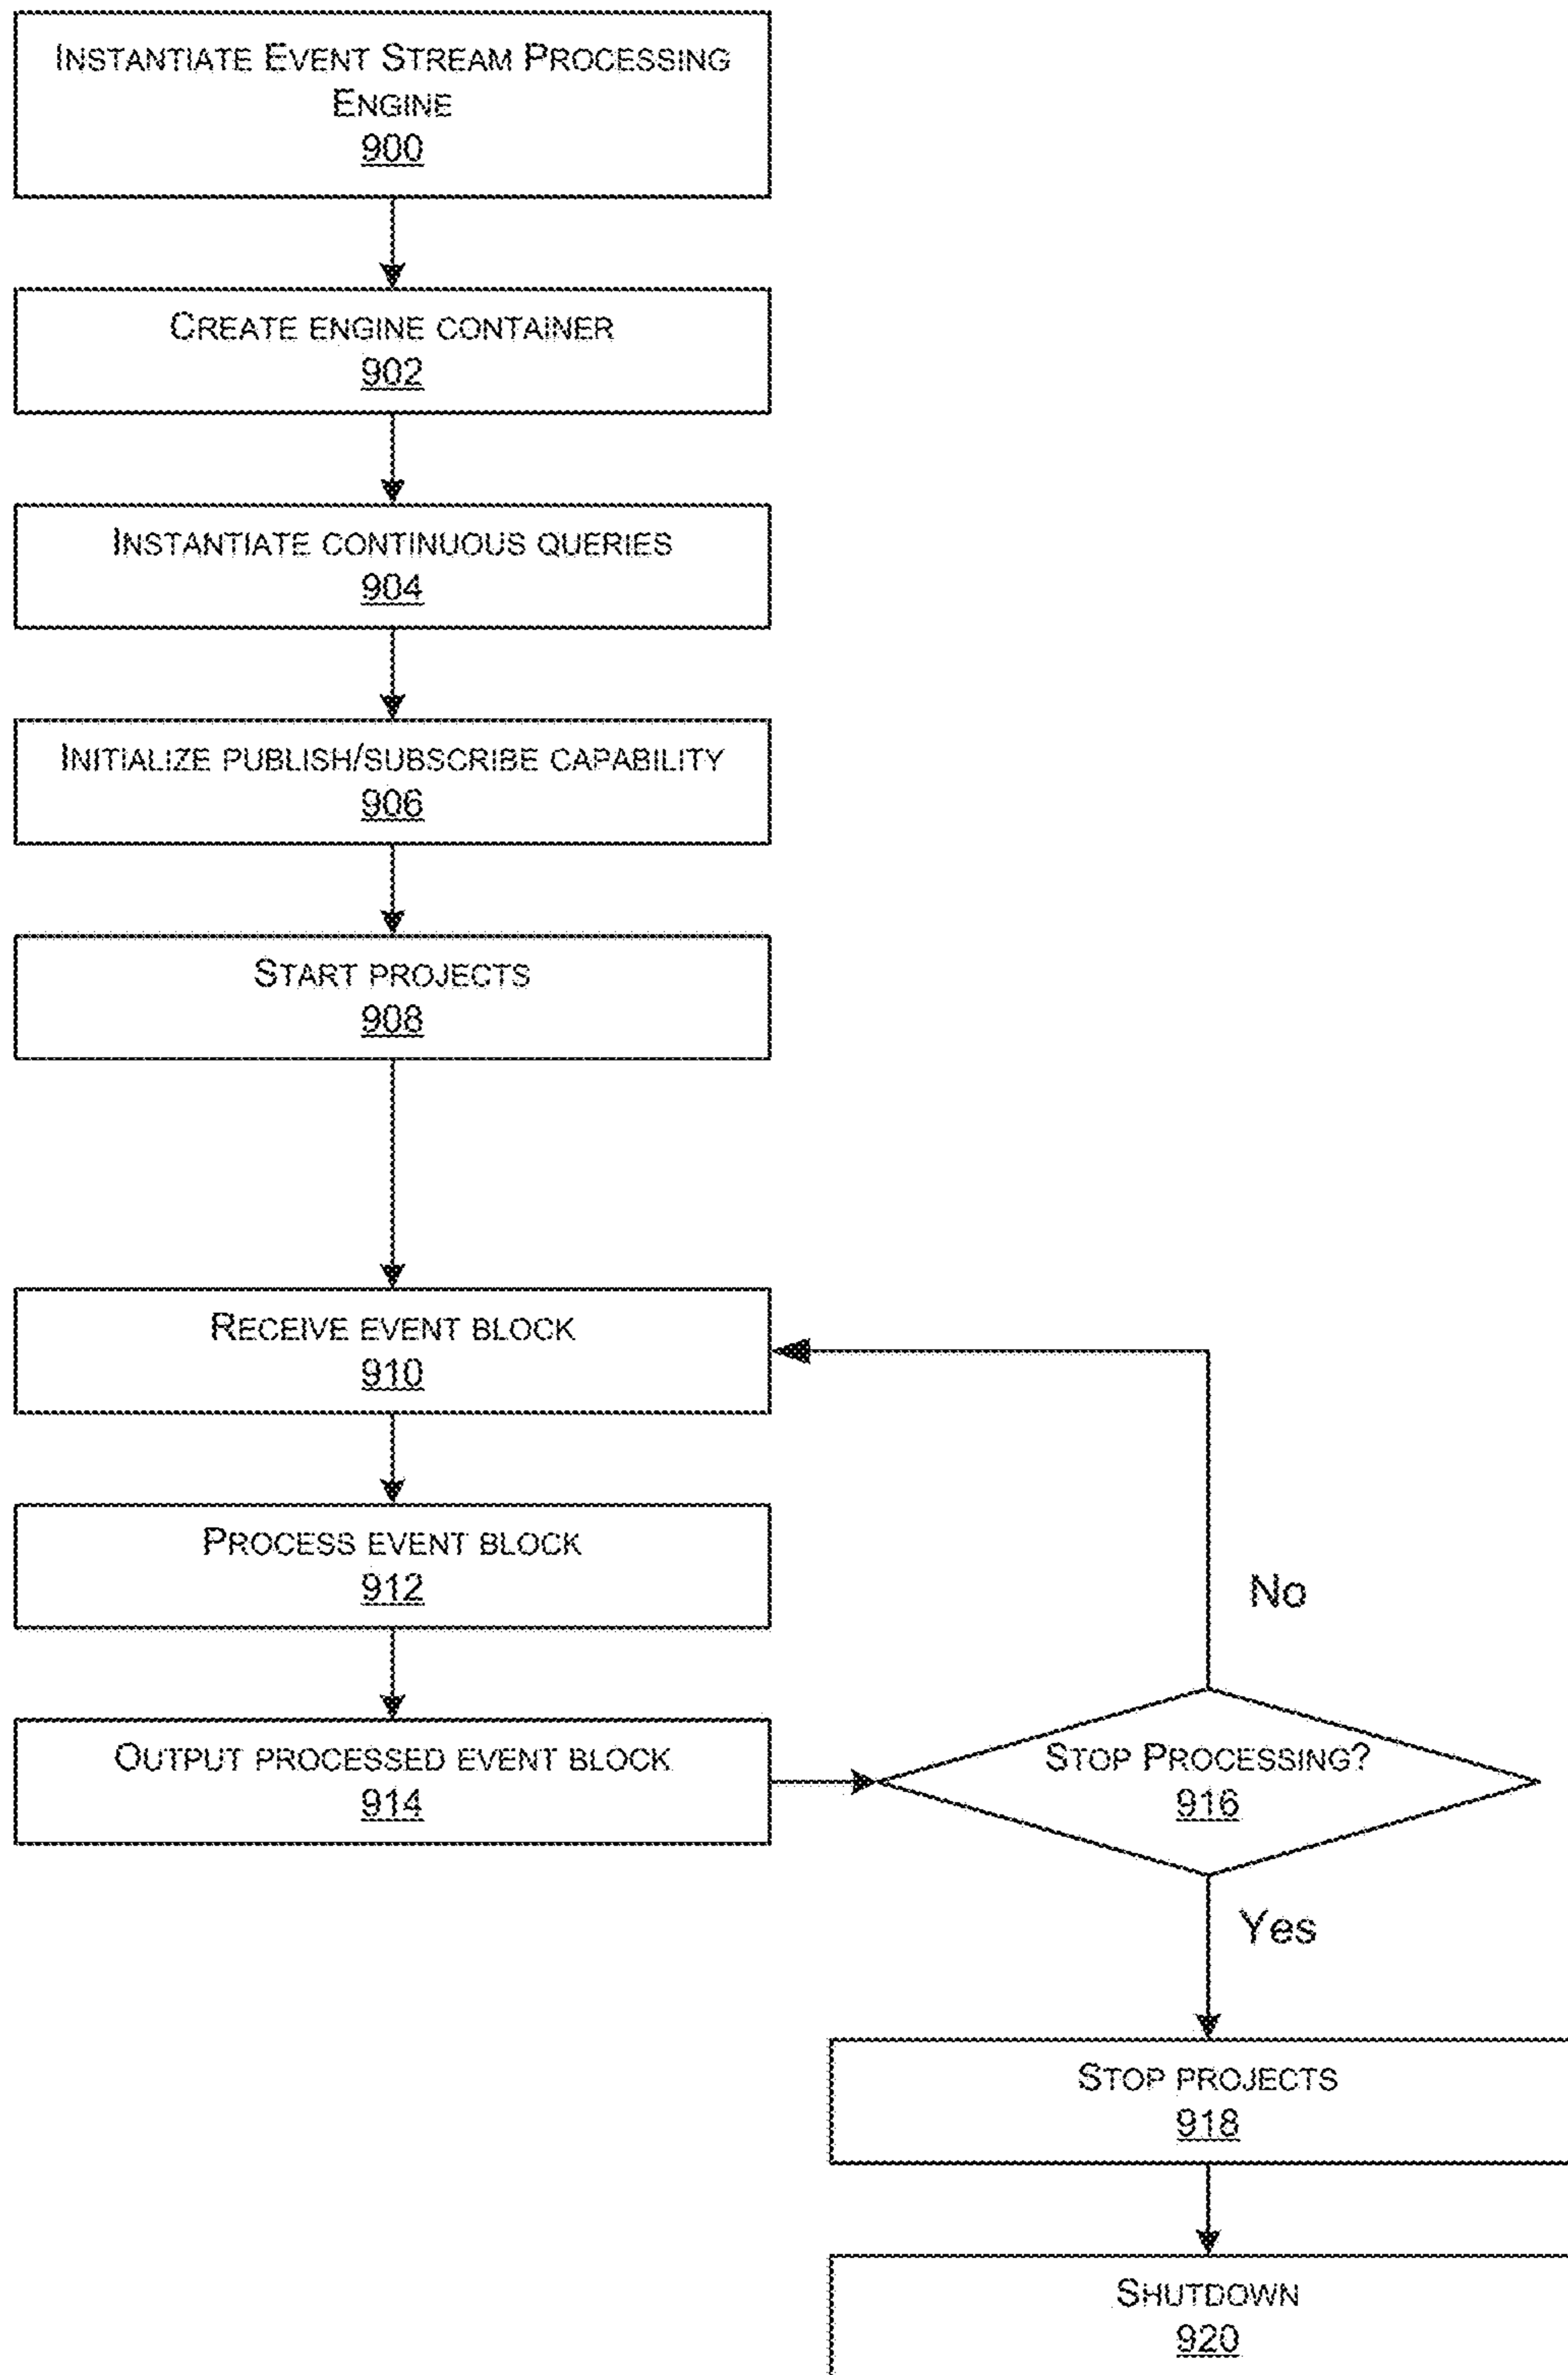 INSTANTIATE EVENT STREAM PROCESSING
ENGINE
900
CREATE ENGINE CONTAINER
902
INSTANTIATE CONTINUOUS QUERIES
904
INITIALIZE PUBLISH/SUBSCRIBE CAPABILITY
906
START PROJECTS
908
RECEIVE EVENT BLOCK
910
PROCESS EVENT BLOCK
912
No
OUTPUT PROCESSED EVENT BLOCK
914
STOP PROCESSING?
916
Yes
STOP PROJECTS
918
SHUTDOWN
920